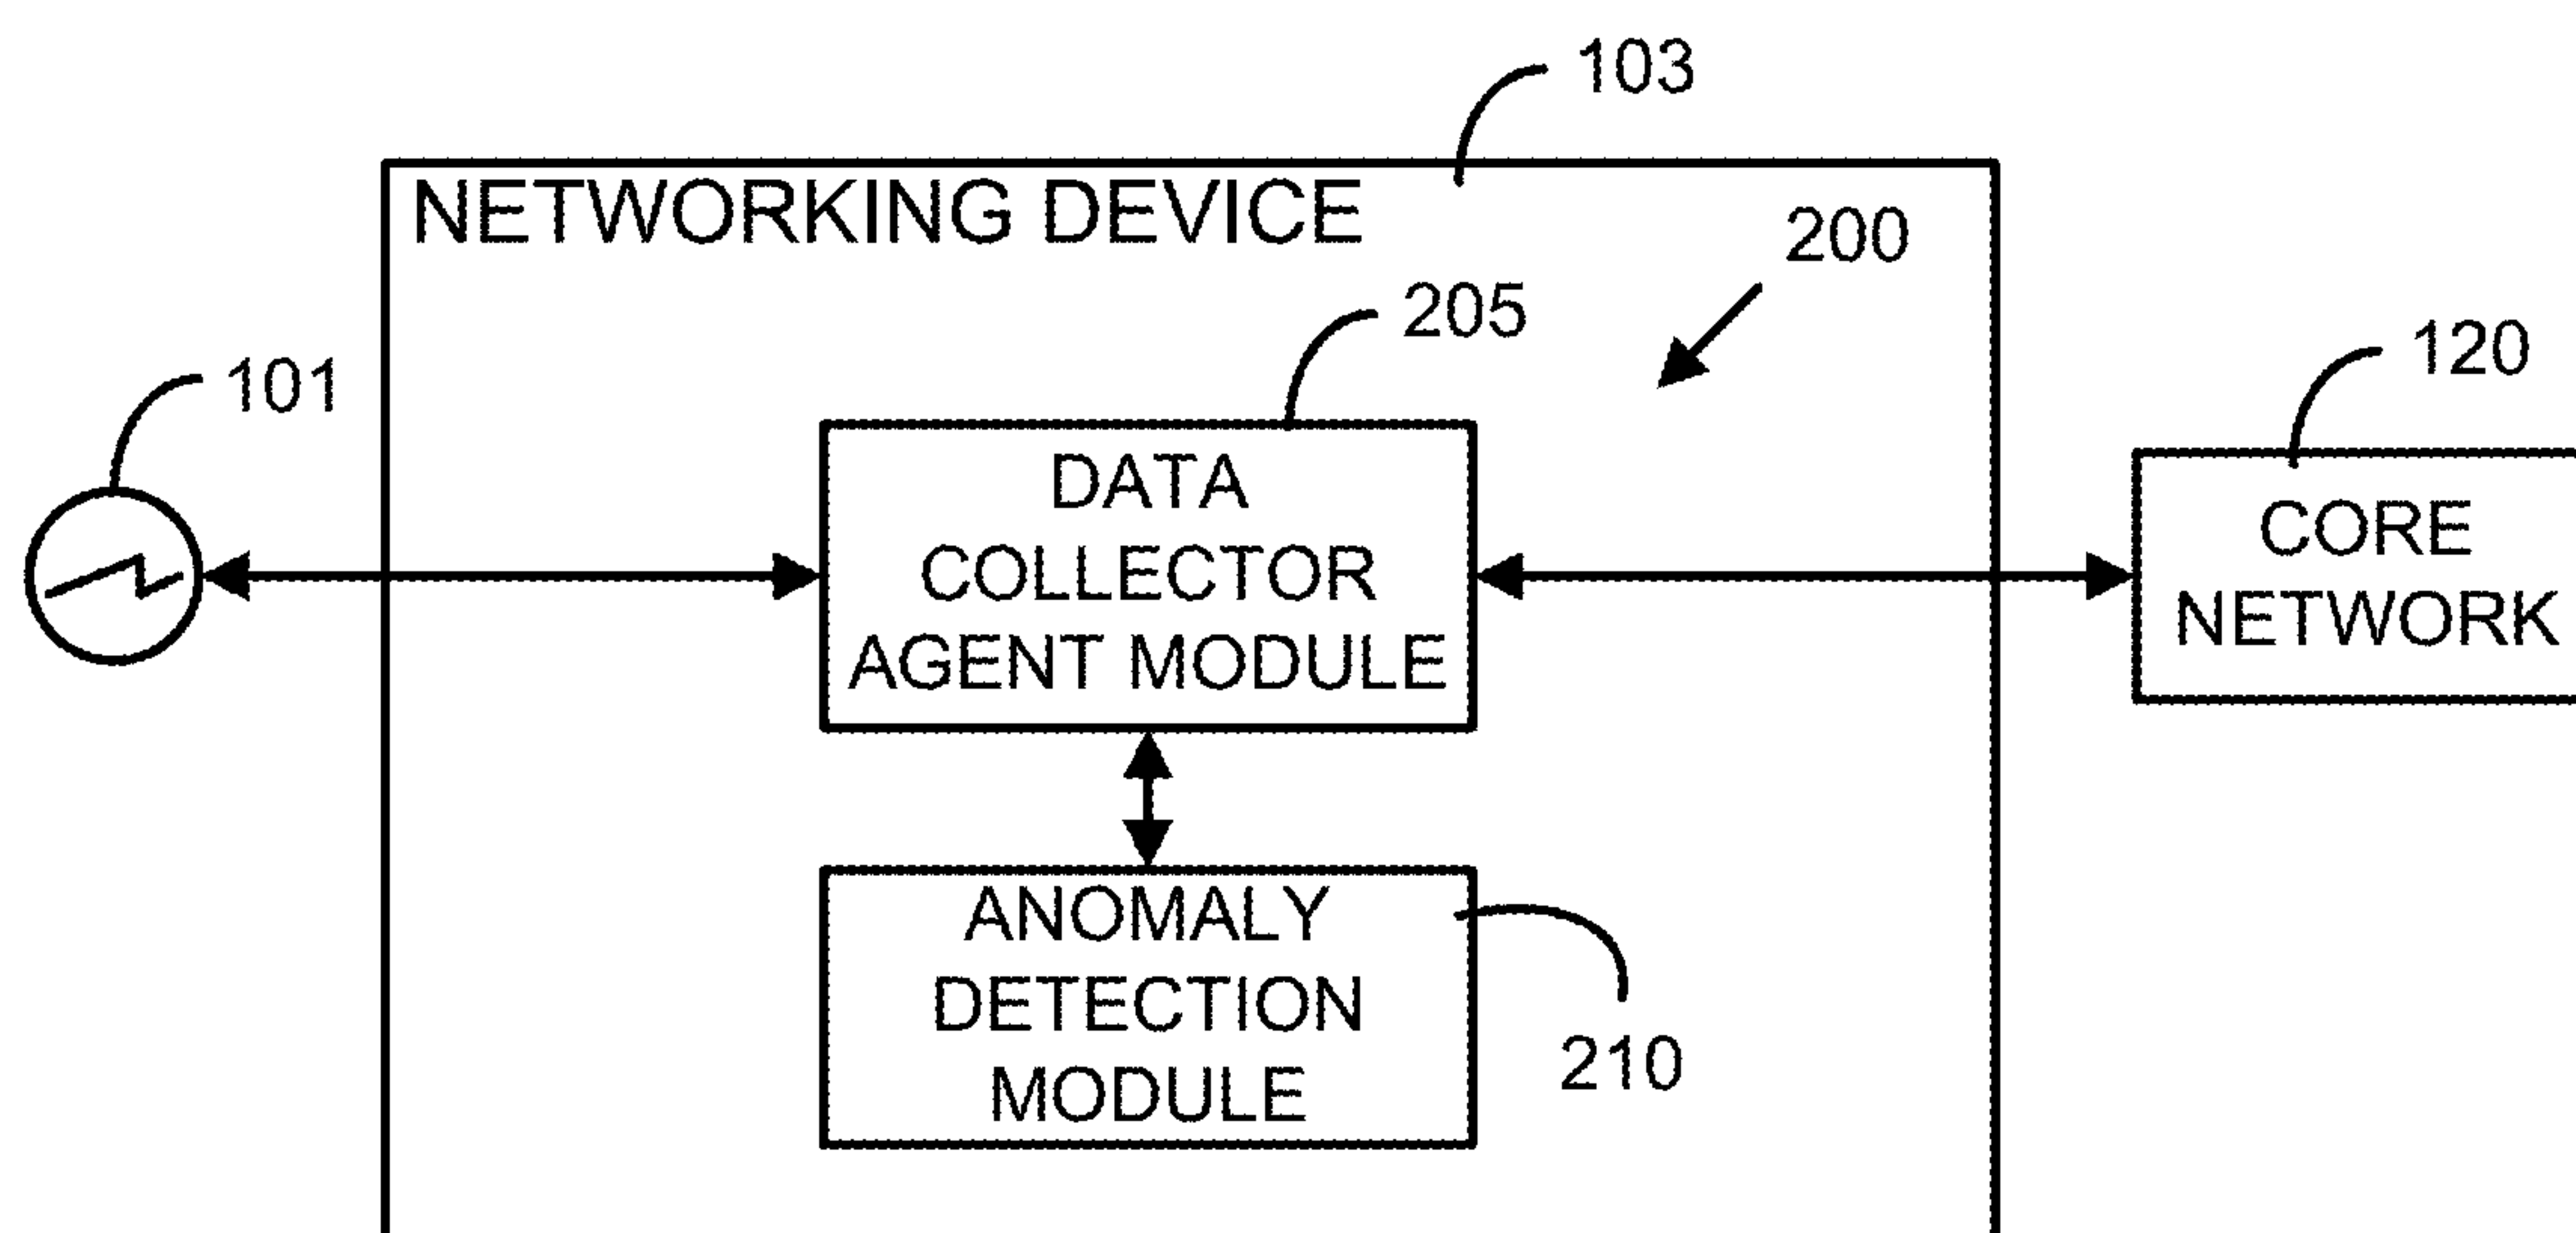 103
NETWORKING DEVICE
200
205
120
101
DATA
COLLECTOR
AGENT MODULE
CORE
NETWORK
ANOMALY
DETECTION
MODULE
210